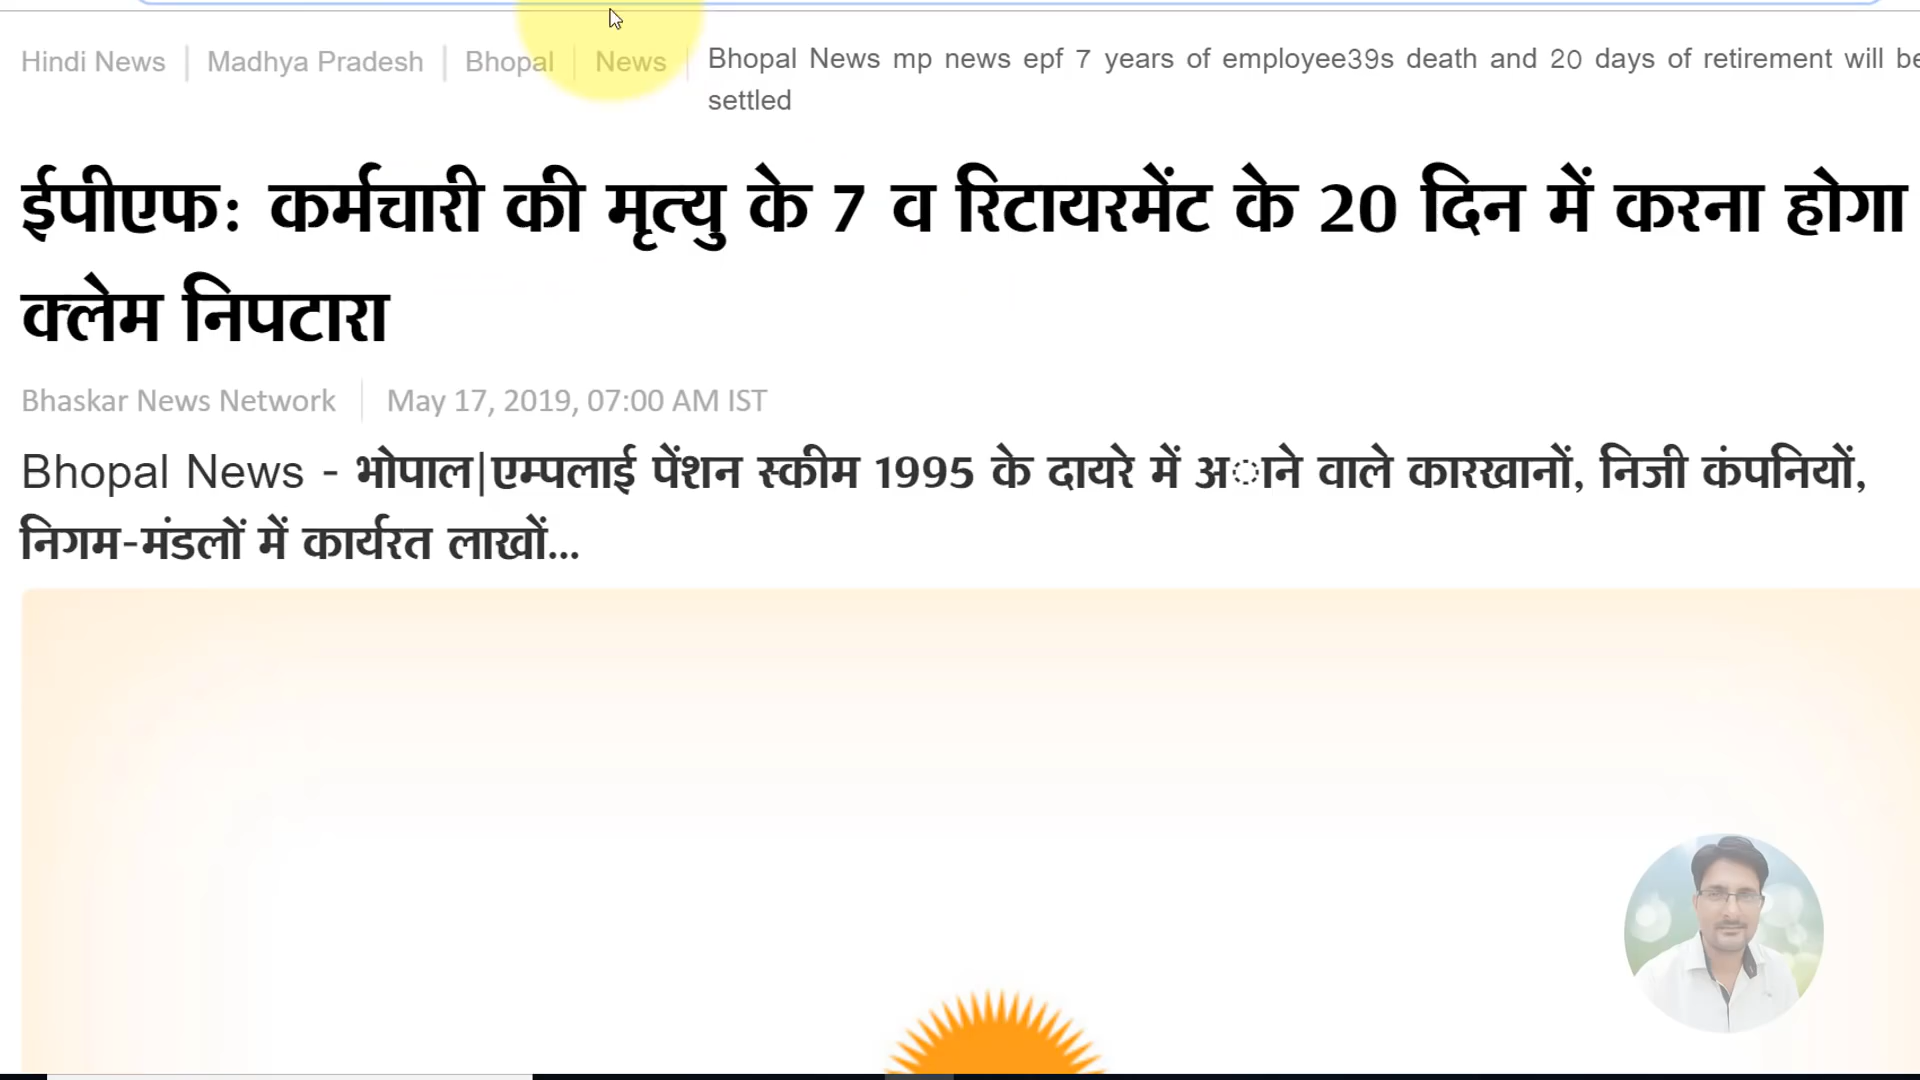 Hindi News | Madhya Pradesh | Bhopal | News | Bhopal News mp news epf 7 years of employee39s death and 20 days of retirement will be
settled
ईपीएफ: कर्मचारी की मृत्यु के 7 व रिटायरमेंट के 20 दिन में करना होगा
क्लेम निपटारा
Bhaskar News Network | May 17, 2019, 07:00 AM IST
Bhopal News - भोपाल|एम्पलाई पेंशन स्कीम 1995 के दायरे में अाने वाले कारखानों, निजी कंपनियों,
निगम-मंडलों में कार्यरत लाखों...